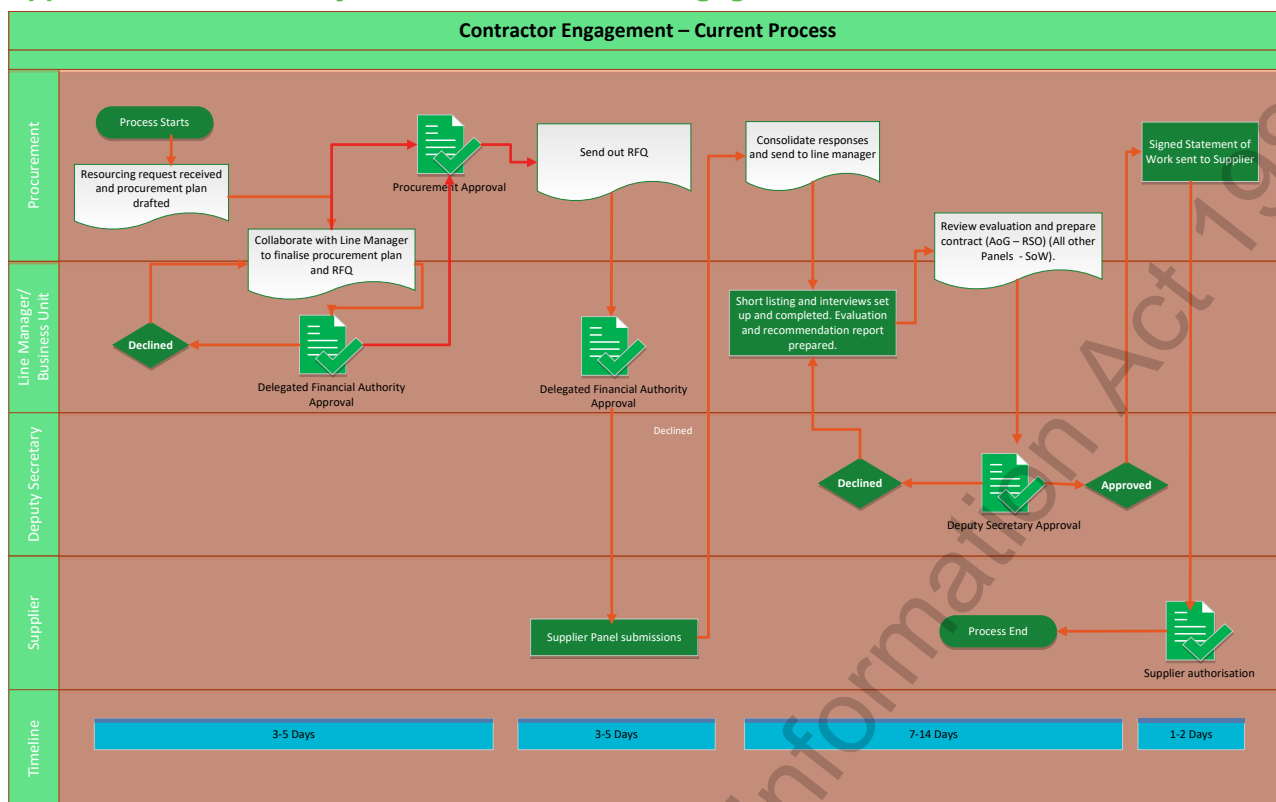 Contractor Engagement – Current Process
Procurement
Process Starts
Resourcing request received
and procurement plan
drafted
Collaborate with Line Manager
to finalise procurement plan
and RFQ
Procurement Approval
Send out RFQ
Consolidate responses
and send to line manager
Review evaluation and prepare
contract (AoG – RSO) (All other
Panels - SoW).
Signed Statement of
Work sent to Supplier
Line Manager/
Business Unit
Declined
Delegated Financial Authority
Approval
Delegated Financial Authority
Approval
Short listing and interviews set
up and completed. Evaluation
and recommendation report
prepared.
Deputy Secretary
Declined
Declined
Deputy Secretary Approval
Approved
Supplier
Supplier Panel submissions
Process End
Supplier authorisation
Timeline
3-5 Days
3-5 Days
7-14 Days
1-2 Days
Information Act 198